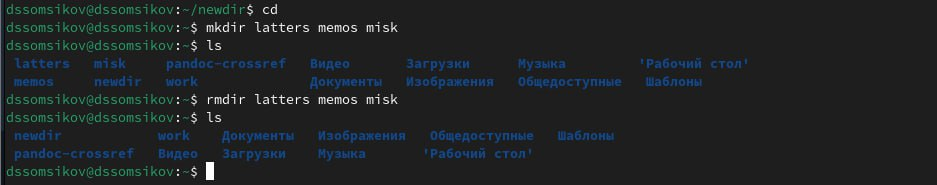 dssomsikov@dssomsikov:~/newdir$ cd
dssomsikov@dssomsikov:~$ mkdir latters memos misk
dssomsikov@dssomsikov:~$ ls
latters misk pandoc-crossref Видео Загрузки Музыка 'Рабочий стол'
memos newdir work Документы Изображения Общедоступные Шаблоны
dssomsikov@dssomsikov:~$ rmdir latters memos misk
dssomsikov@dssomsikov:~$ ls
newdir work Документы Изображения Общедоступные Шаблоны
pandoc-crossref Видео Загрузки Музыка 'Рабочий стол'
dssomsikov@dssomsikov:~$